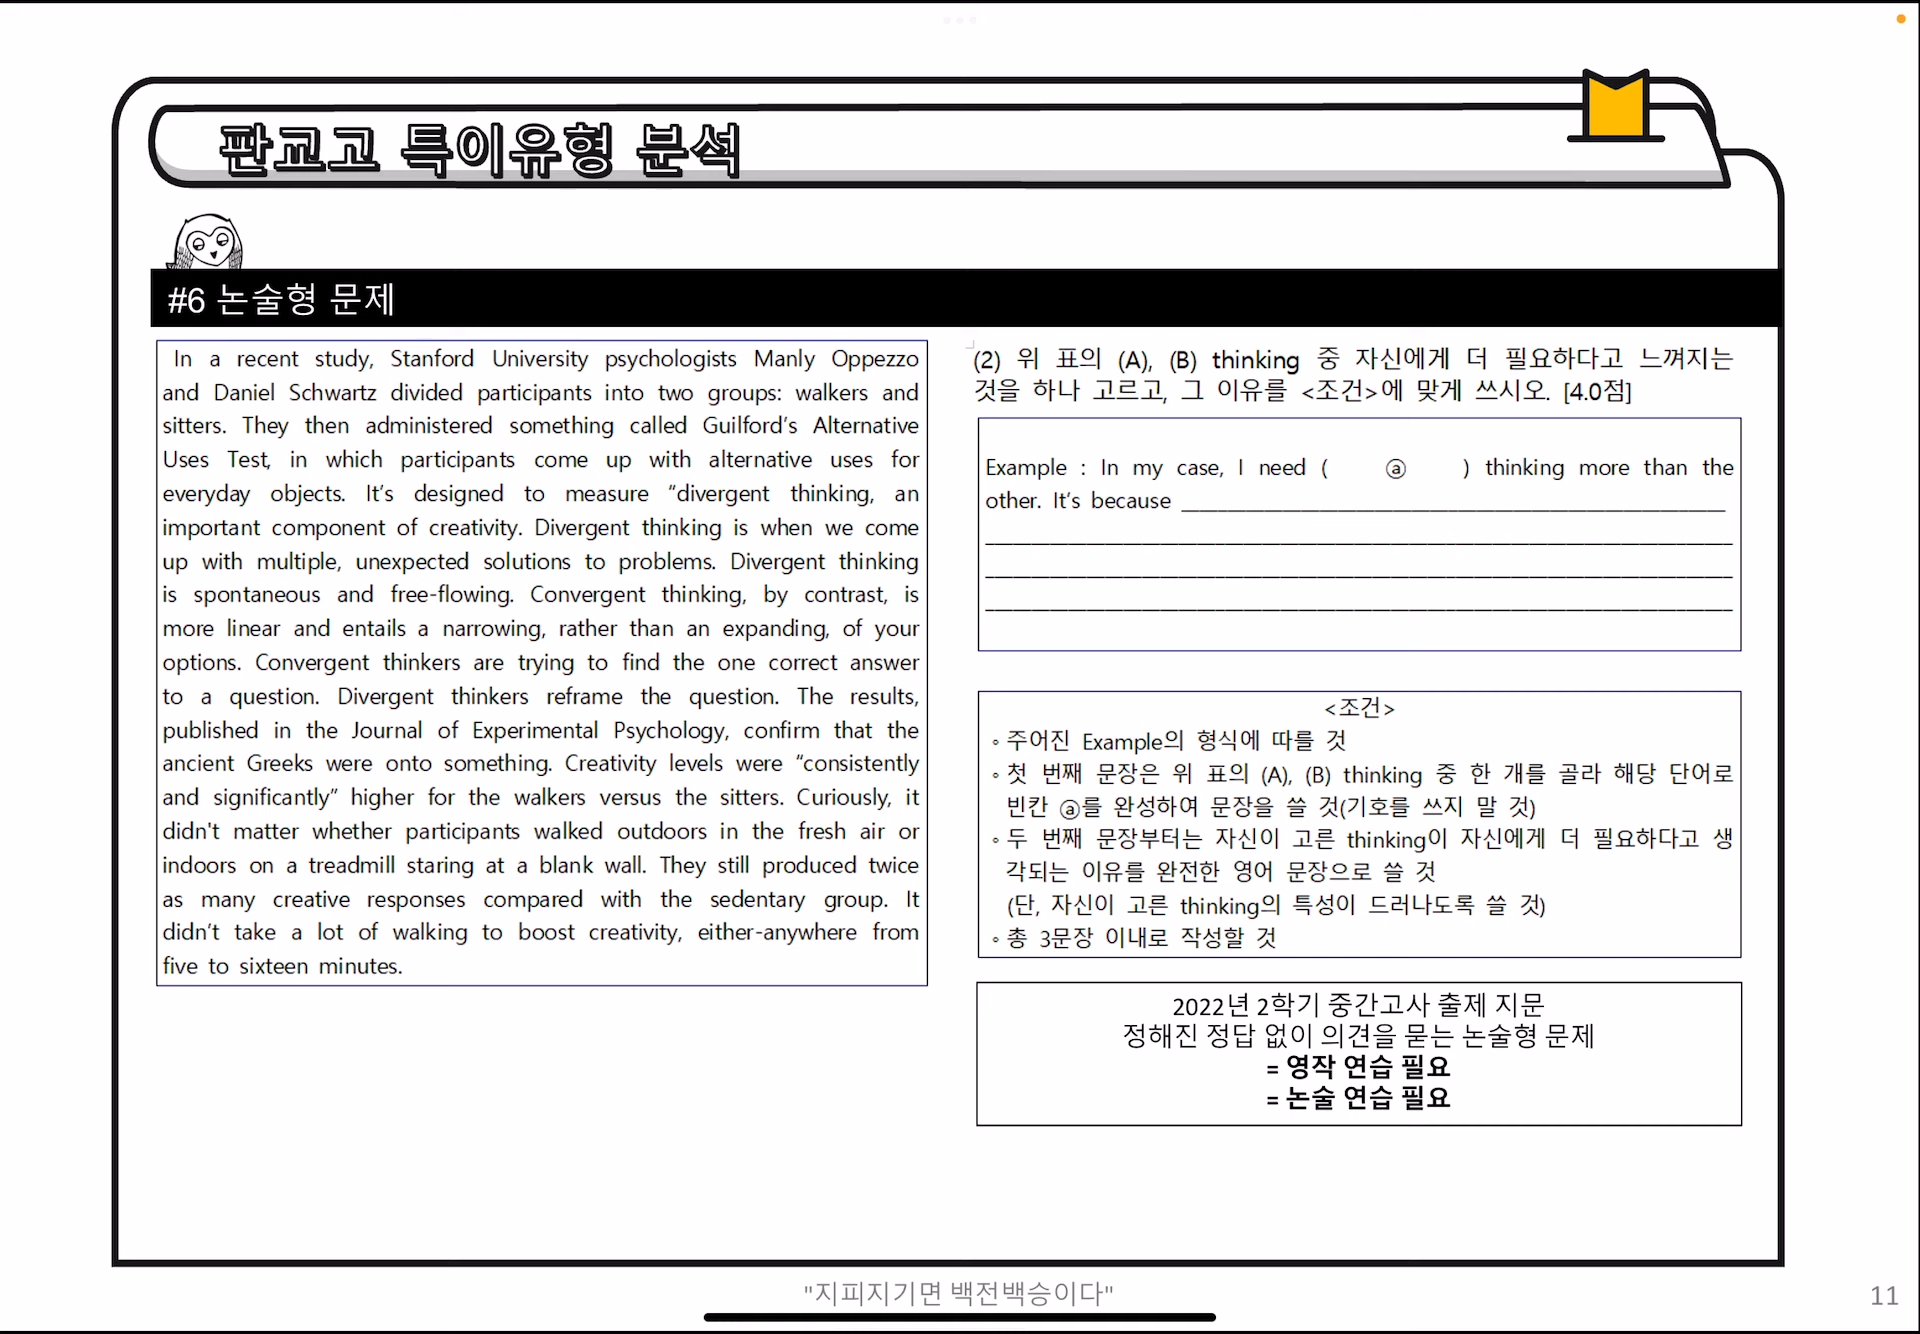 판교고 특이유형 분석
#6 논술형 문제
In a recent study, Stanford University psychologists Manly Oppezzo
and Daniel Schwartz divided participants into two groups: walkers and
sitters. They then administered something called Guilford's Alternative
Uses Test, in which participants come up with alternative uses for
everyday objects. It's designed to measure “divergent thinking, an
important component of creativity. Divergent thinking is when we come
up with multiple, unexpected solutions to problems. Divergent thinking
is spontaneous and free-flowing. Convergent thinking, by contrast, is
more linear and entails a narrowing, rather than an expanding, of your
options. Convergent thinkers are trying to find the one correct answer
to a question. Divergent thinkers reframe the question. The results,
published in the Journal of Experimental Psychology, confirm that the
ancient Greeks were onto something. Creativity levels were “consistently
and significantly” higher for the walkers versus the sitters. Curiously, it
didn't matter whether participants walked outdoors in the fresh air or
indoors on a treadmill staring at a blank wall. They still produced twice
as many creative responses compared with the sedentary group. It
didn't take a lot of walking to boost creativity, either-anywhere from
five to sixteen minutes.
(2) 위 표의 (A), (B) thinking 중 자신에게 더 필요하다고 느껴지는
것을 하나 고르고, 그 이유를 <조건>에 맞게 쓰시오. [4.0점]
Example : In my case, I need ( ⓐ ) thinking more than the
other. It's because
<조건>
◦ 주어진 Example의 형식에 따를 것
◦ 첫 번째 문장은 위 표의 (A), (B) thinking 중 한 개를 골라 해당 단어로
빈칸 ⓐ를 완성하여 문장을 쓸 것(기호를 쓰지 말 것)
◦ 두 번째 문장부터는 자신이 고른 thinking이 자신에게 더 필요하다고 생
각되는 이유를 완전한 영어 문장으로 쓸 것
(단, 자신이 고른 thinking의 특성이 드러나도록 쓸 것)
◦ 총 3문장 이내로 작성할 것
2022년 2학기 중간고사 출제 지문
정해진 정답 없이 의견을 묻는 논술형 문제
= 영작 연습 필요
= 논술 연습 필요
"지피지기면 백전백승이다"
11